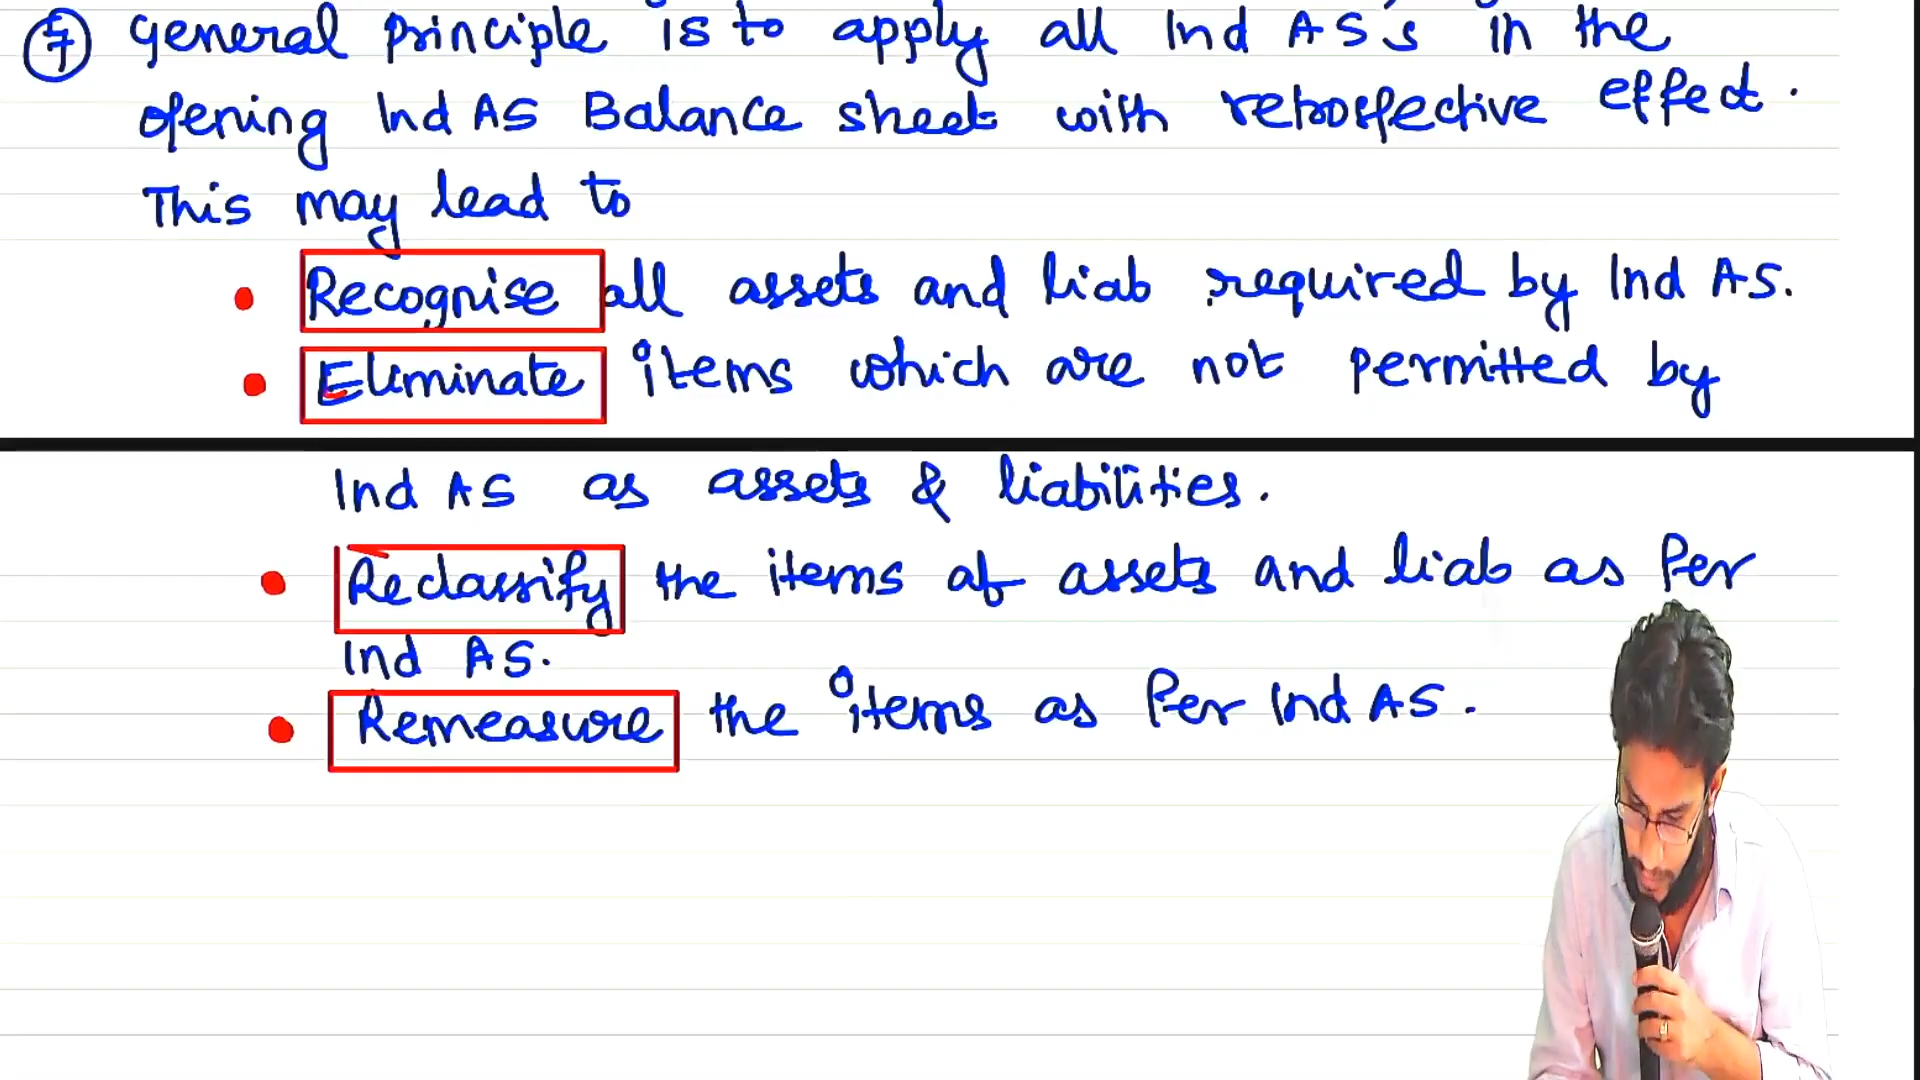 7 General principle is to apply all Ind AS's in the
opening Ind AS Balance sheet with retrospective effect.
This may lead to
• Recognise all assets and liab required by Ind AS.
• Eliminate items which are not permitted by
Ind AS as assets & liabilities.
• Reclassify the items of assets and liab as per
Ind AS.
• Remeasure the items as per Ind AS.